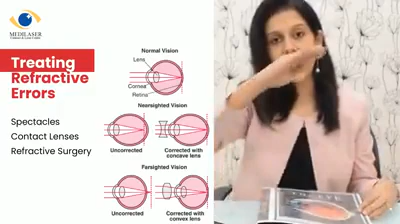 MEDILASER
Treating
Refractive
Errors
Spectacles
Contact Lenses
Refractive Surgery
Normal Vision
Lens
Cornea
Retina
Nearsighted Vision
Uncorrected
Corrected with
concave lens
Farsighted Vision
Uncorrected
Corrected with
convex lens